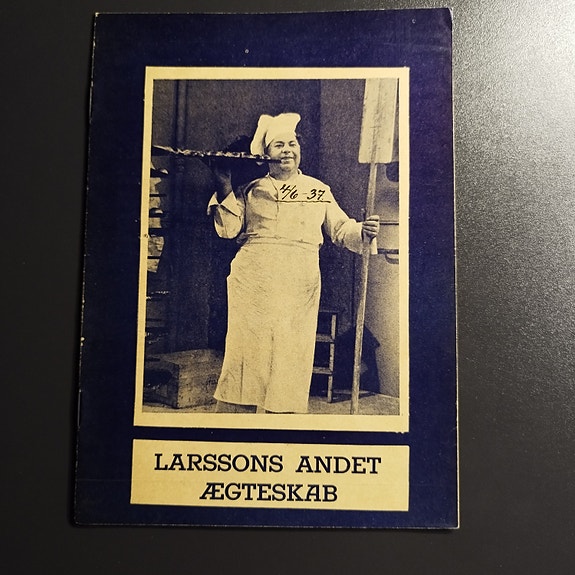 4/6-37
LARSSONS ANDET
ÆGTESKAB